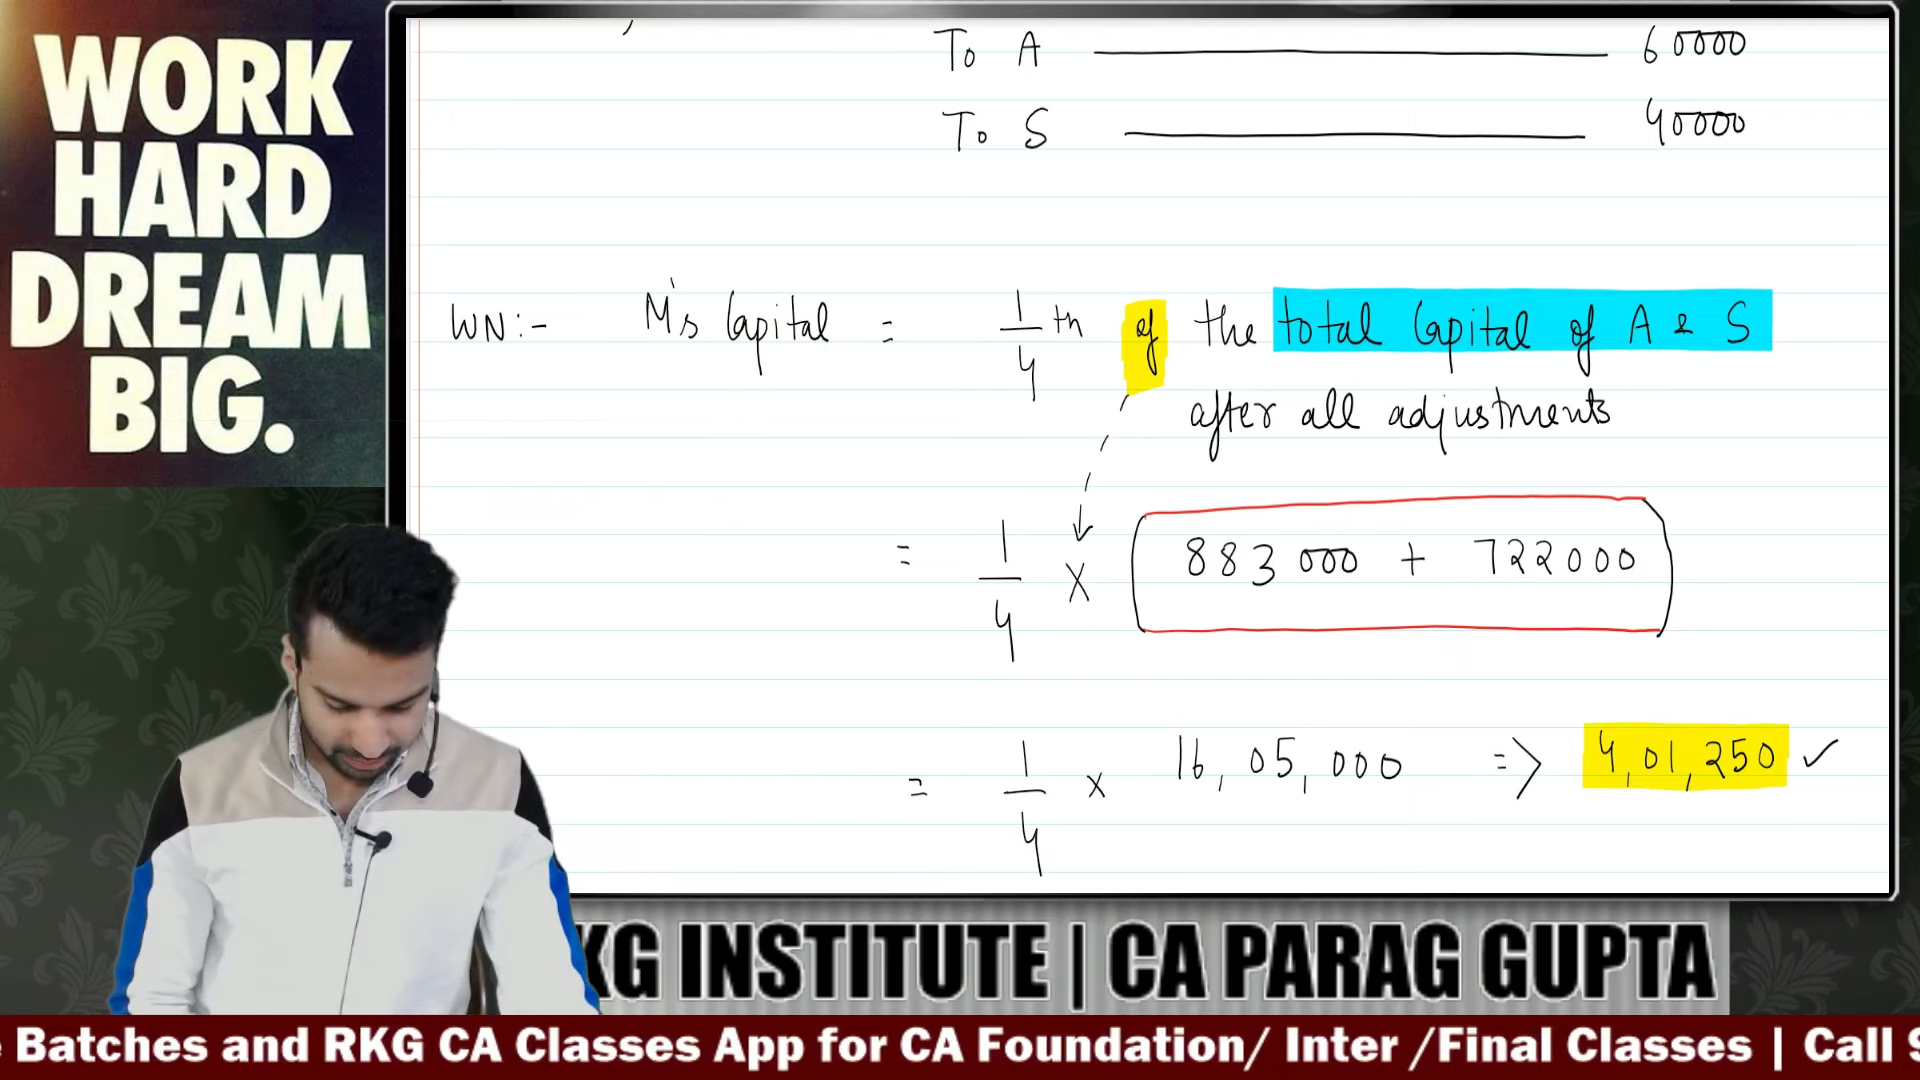 WORK
HARD
DREAM
BIG.
To A 60000
To S 40000
WN:- M's Capital = 1/4 th of the total Capital of A & S
after all adjustments
= 1/4 × (883000 + 722000)
= 1/4 × 16,05,000 => 4,01,250 ✓
KG INSTITUTE | CA PARAG GUPTA
Batches and RKG CA Classes App for CA Foundation/ Inter /Final Classes | Call